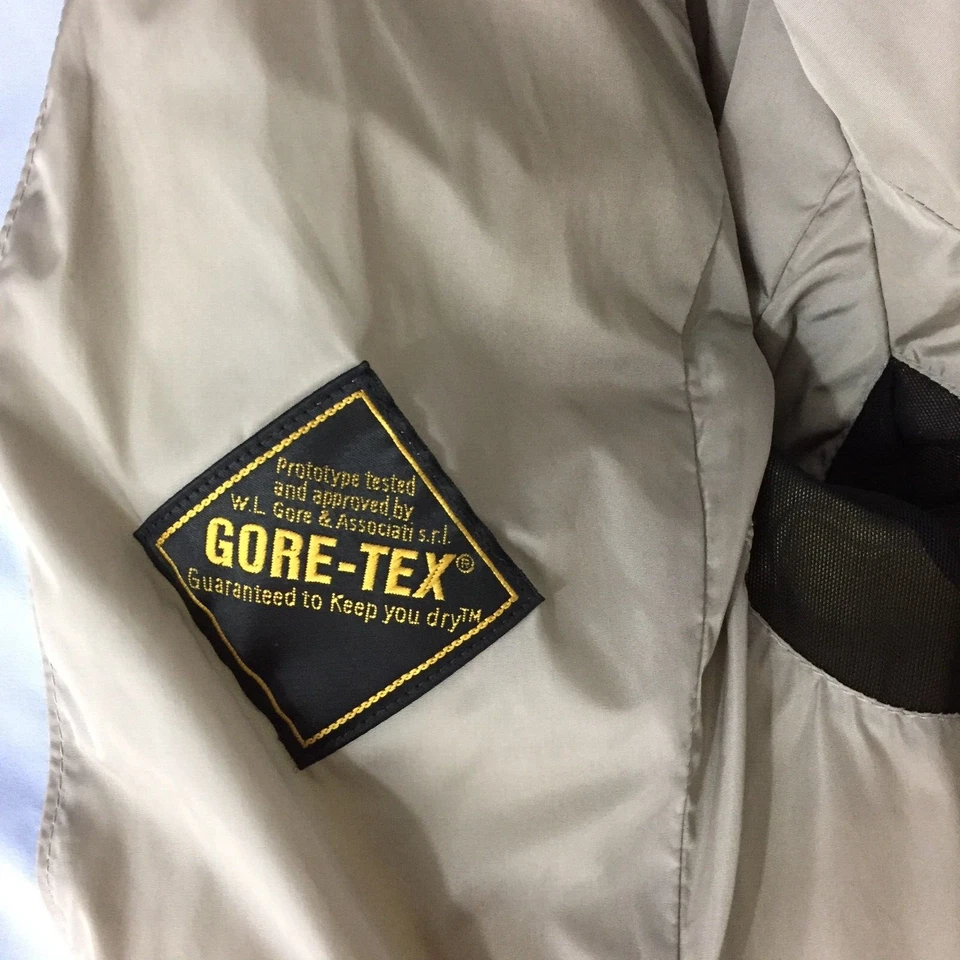 Prototype tested
and approved by
W.L. Gore & Associati s.r.l.
GORE-TEX®
Guaranteed to Keep you dry™